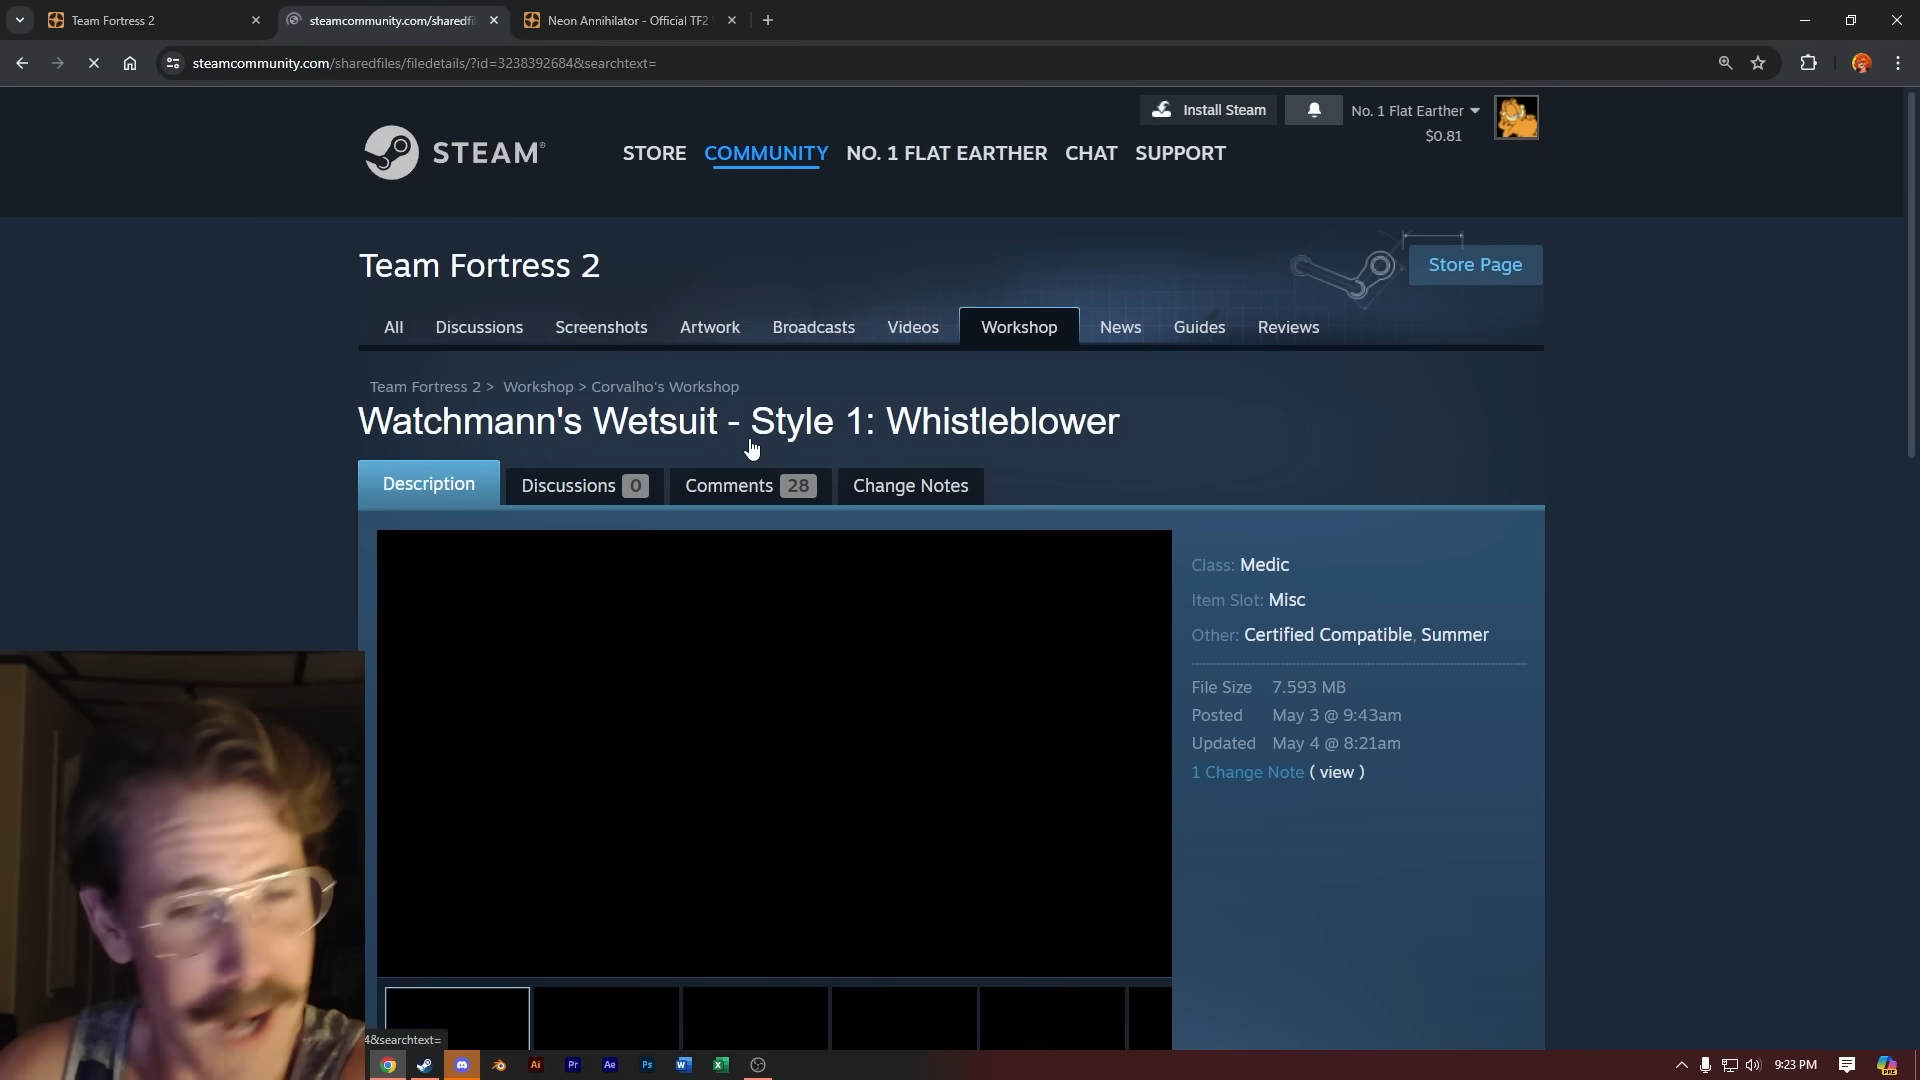 Team Fortress 2
steamcommunity.com/sharedfi
Neon Annihilator - Official TF2
steamcommunity.com/sharedfiles/filedetails/?id=3238392684&searchtext=
Install Steam
No. 1 Flat Earther
$0.81
STEAM®
STORE COMMUNITY NO. 1 FLAT EARTHER CHAT SUPPORT
Team Fortress 2
Store Page
All Discussions Screenshots Artwork Broadcasts Videos Workshop News Guides Reviews
Team Fortress 2 > Workshop > Corvalho's Workshop
Watchmann's Wetsuit - Style 1: Whistleblower
Description Discussions 0 Comments 28 Change Notes
Class: Medic
Item Slot: Misc
Other: Certified Compatible, Summer
File Size 7.593 MB
Posted May 3 @ 9:43am
Updated May 4 @ 8:21am
1 Change Note ( view )
4&searchtext=
Ai Pr Ae Ps W X
9:23 PM
PRE